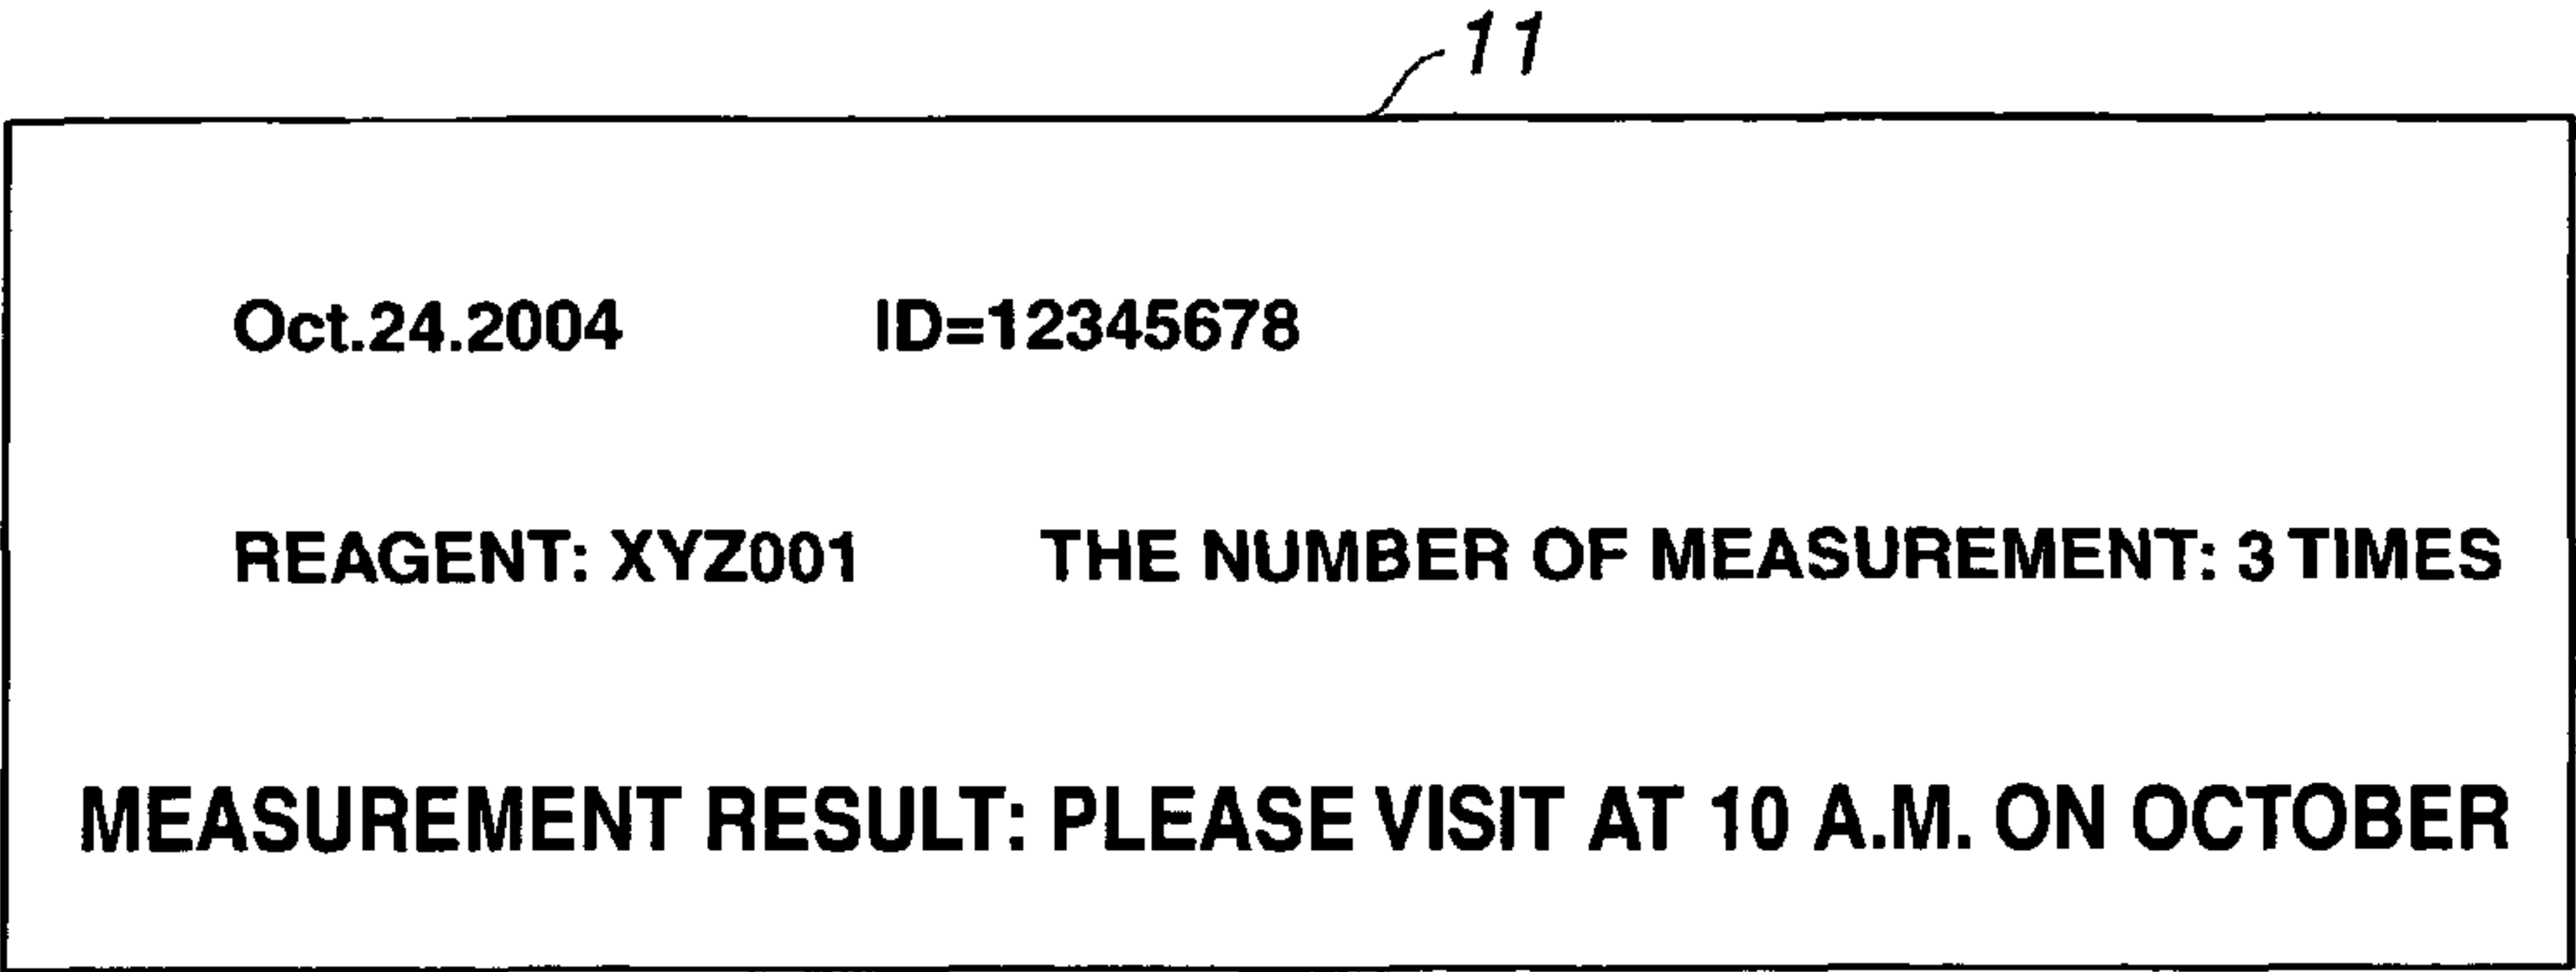 11
Oct.24.2004 ID=12345678
REAGENT: XYZ001 THE NUMBER OF MEASUREMENT: 3 TIMES
MEASUREMENT RESULT: PLEASE VISIT AT 10 A.M. ON OCTOBER